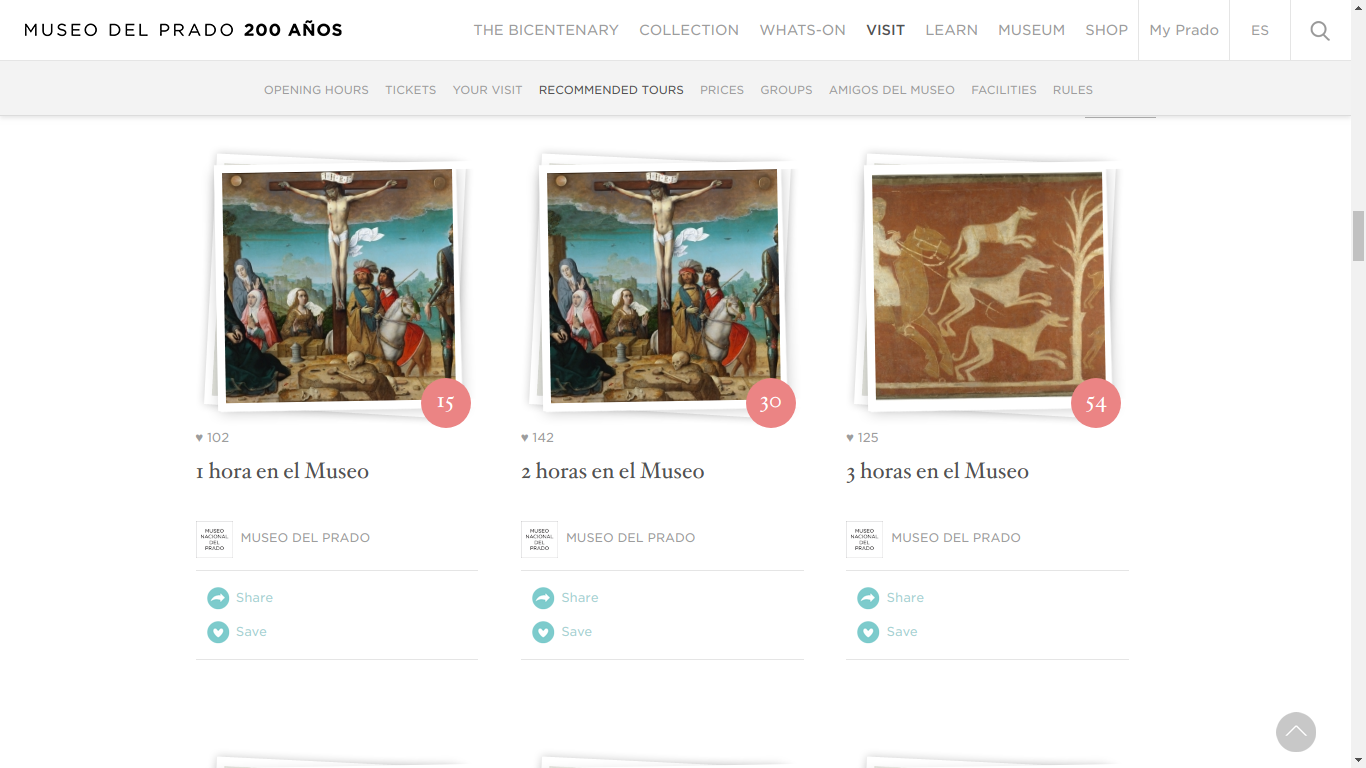 MUSEO DEL PRADO 200 AÑOS
THE BICENTENARY COLLECTION WHATS-ON VISIT LEARN MUSEUM SHOP My Prado ES
OPENING HOURS TICKETS YOUR VISIT RECOMMENDED TOURS PRICES GROUPS AMIGOS DEL MUSEO FACILITIES RULES
15
♥ 102
1 hora en el Museo
MUSEO
NACIONAL
DEL
PRADO
MUSEO DEL PRADO
Share
Save
30
♥ 142
2 horas en el Museo
MUSEO
NACIONAL
DEL
PRADO
MUSEO DEL PRADO
Share
Save
54
♥ 125
3 horas en el Museo
MUSEO
NACIONAL
DEL
PRADO
MUSEO DEL PRADO
Share
Save